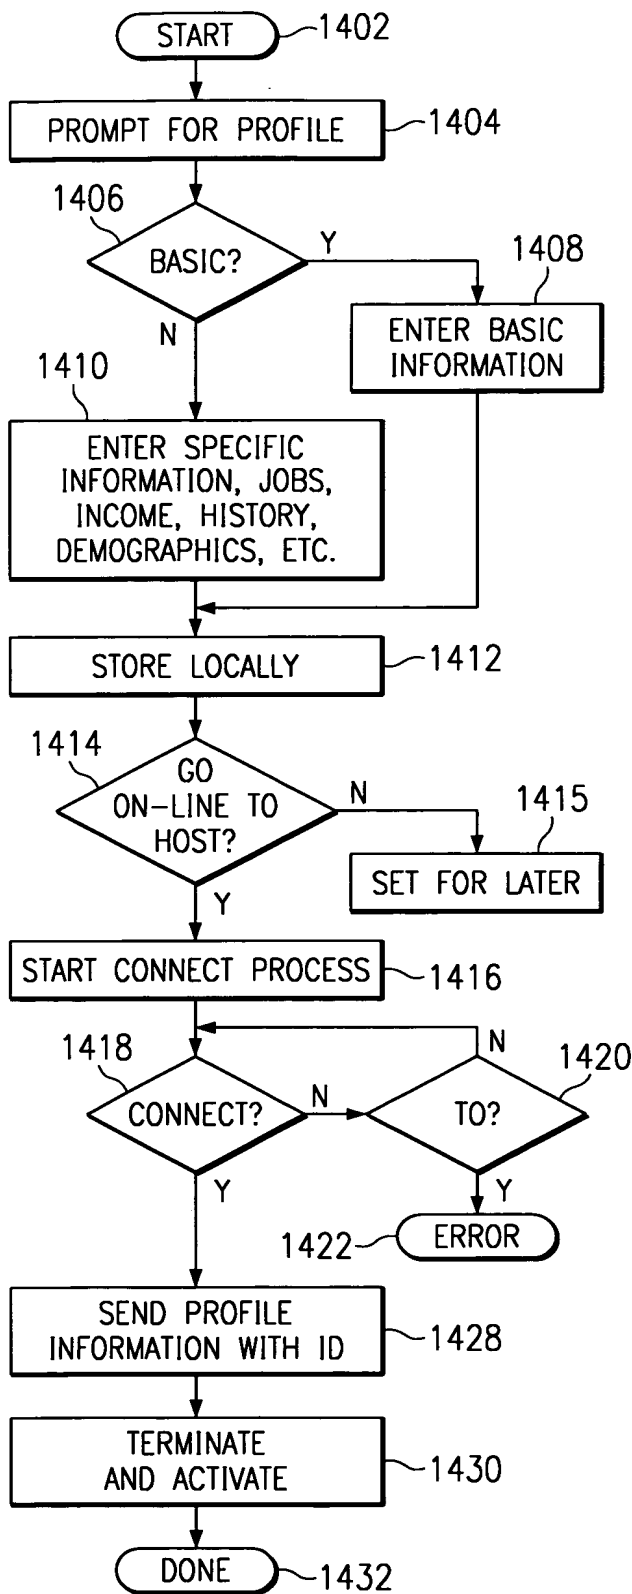 START
1402
PROMPT FOR PROFILE
1404
1406
BASIC?
Y
N
1408
ENTER BASIC
INFORMATION
1410
ENTER SPECIFIC
INFORMATION, JOBS,
INCOME, HISTORY,
DEMOGRAPHICS, ETC.
STORE LOCALLY
1412
1414
GO
ON-LINE TO
HOST?
N
Y
1415
SET FOR LATER
START CONNECT PROCESS
1416
1418
CONNECT?
N
Y
N
1420
TO?
Y
1422
ERROR
SEND PROFILE
INFORMATION WITH ID
1428
TERMINATE
AND ACTIVATE
1430
DONE
1432